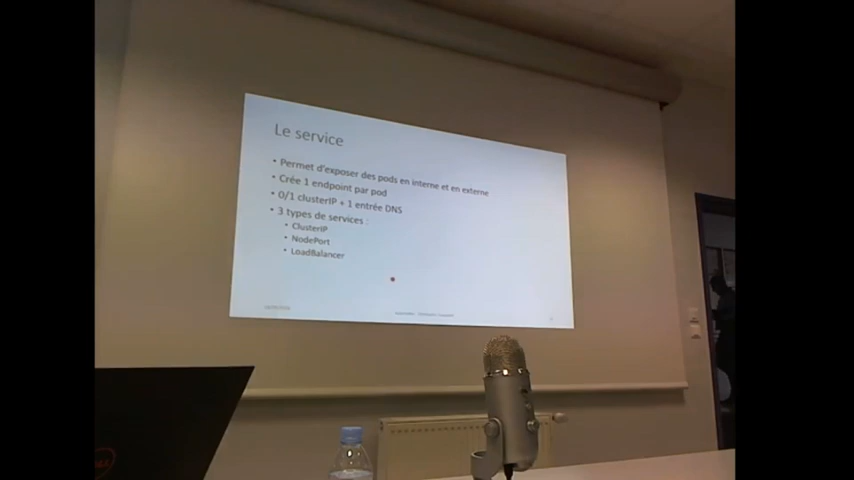 Le service
• Permet d'exposer des pods en interne et en externe
• Crée 1 endpoint par pod
• 0/1 clusterIP + 1 entrée DNS
• 3 types de services :
• ClusterIP
• NodePort
• LoadBalancer